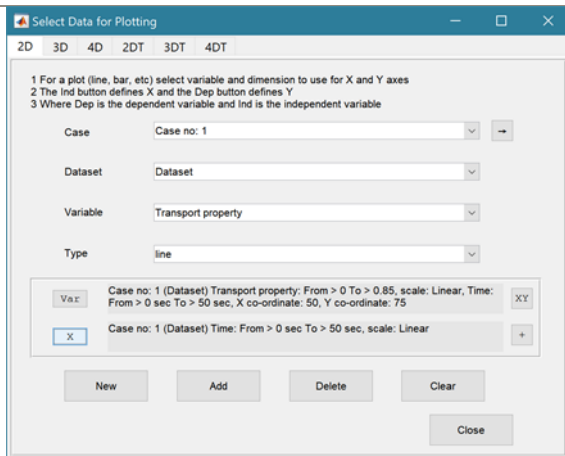 Select Data for Plotting
2D 3D 4D 2DT 3DT 4DT
1 For a plot (line, bar, etc) select variable and dimension to use for X and Y axes
2 The Ind button defines X and the Dep button defines Y
3 Where Dep is the dependent variable and Ind is the independent variable
Case Case no: 1
Dataset Dataset
Variable Transport property
Type line
Var Case no: 1 (Dataset) Transport property: From > 0 To > 0.85, scale: Linear, Time: XY
From > 0 sec To > 50 sec, X co-ordinate: 50, Y co-ordinate: 75
X Case no: 1 (Dataset) Time: From > 0 sec To > 50 sec, scale: Linear +
New Add Delete Clear
Close